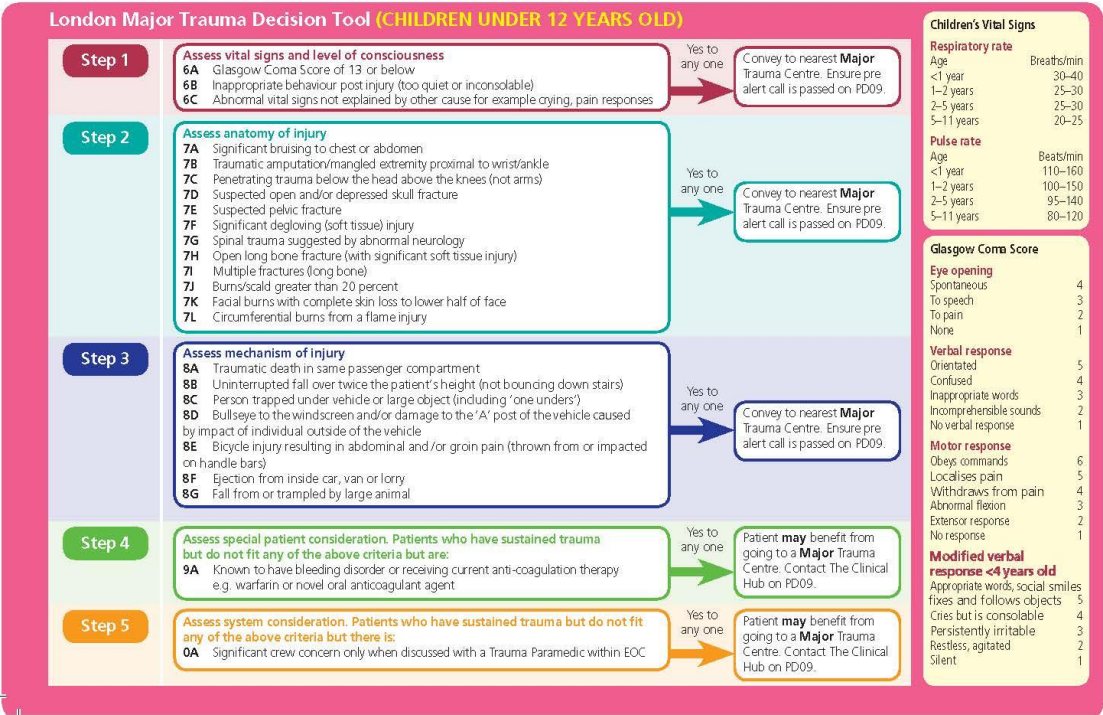 London Major Trauma Decision Tool (CHILDREN UNDER 12 YEARS OLD)
Step 1
Assess vital signs and level of consciousness
6A Glasgow Coma Score of 13 or below
6B Inappropriate behaviour post injury (too quiet or inconsolable)
6C Abnormal vital signs not explained by other cause for example crying, pain responses
Yes to
any one
Convey to nearest Major
Trauma Centre. Ensure pre
alert call is passed on PD09.
Step 2
Assess anatomy of injury
7A Significant bruising to chest or abdomen
7B Traumatic amputation/mangled extremity proximal to wrist/ankle
7C Penetrating trauma below the head above the knees (not arms)
7D Suspected open and/or depressed skull fracture
7E Suspected pelvic fracture
7F Significant degloving (soft tissue) injury
7G Spinal trauma suggested by abnormal neurology
7H Open long bone fracture (with significant soft tissue injury)
7I Multiple fractures (long bone)
7J Burns/scald greater than 20 percent
7K Facial burns with complete skin loss to lower half of face
7L Circumferential burns from a flame injury
Yes to
any one
Convey to nearest Major
Trauma Centre. Ensure pre
alert call is passed on PD09.
Step 3
Assess mechanism of injury
8A Traumatic death in same passenger compartment
8B Uninterrupted fall over twice the patient's height (not bouncing down stairs)
8C Person trapped under vehicle or large object (including 'one unders')
8D Bullseye to the windscreen and/or damage to the 'A' post of the vehicle caused
by impact of individual outside of the vehicle
8E Bicycle injury resulting in abdominal and /or groin pain (thrown from or impacted
on handle bars)
8F Ejection from inside car, van or lorry
8G Fall from or trampled by large animal
Yes to
any one
Convey to nearest Major
Trauma Centre. Ensure pre
alert call is passed on PD09.
Step 4
Assess special patient consideration. Patients who have sustained trauma
but do not fit any of the above criteria but are:
9A Known to have bleeding disorder or receiving current anti-coagulation therapy
e.g. warfarin or novel oral anticoagulant agent
Yes to
any one
Patient may benefit from
going to a Major Trauma
Centre. Contact The Clinical
Hub on PD09.
Step 5
Assess system consideration. Patients who have sustained trauma but do not fit
any of the above criteria but there is:
0A Significant crew concern only when discussed with a Trauma Paramedic within EOC
Yes to
any one
Patient may benefit from
going to a Major Trauma
Centre. Contact The Clinical
Hub on PD09.
Children's Vital Signs
Respiratory rate
Age Breaths/min
<1 year 30–40
1–2 years 25–30
2–5 years 25–30
5–11 years 20–25
Pulse rate
Age Beats/min
<1 year 110–160
1–2 years 100–150
2–5 years 95–140
5–11 years 80–120
Glasgow Coma Score
Eye opening
Spontaneous 4
To speech 3
To pain 2
None 1
Verbal response
Orientated 5
Confused 4
Inappropriate words 3
Incomprehensible sounds 2
No verbal response 1
Motor response
Obeys commands 6
Localises pain 5
Withdraws from pain 4
Abnormal flexion 3
Extensor response 2
No response 1
Modified verbal
response <4 years old
Appropriate words, social smiles
fixes and follows objects 5
Cries but is consolable 4
Persistently irritable 3
Restless, agitated 2
Silent 1